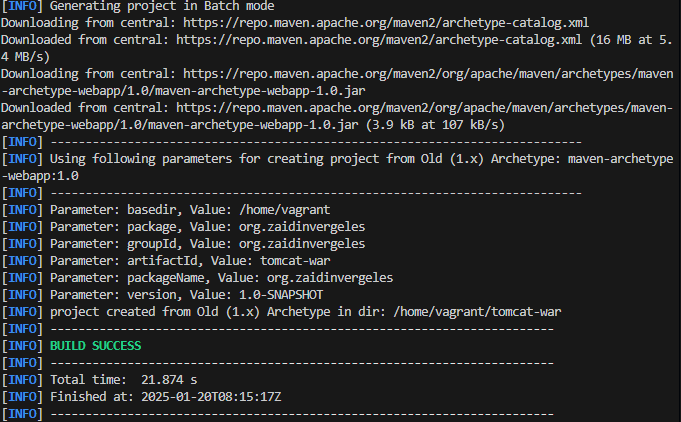 [INFO] Generating project in Batch mode
Downloading from central: https://repo.maven.apache.org/maven2/archetype-catalog.xml
Downloaded from central: https://repo.maven.apache.org/maven2/archetype-catalog.xml (16 MB at 5.
4 MB/s)
Downloading from central: https://repo.maven.apache.org/maven2/org/apache/maven/archetypes/maven
-archetype-webapp/1.0/maven-archetype-webapp-1.0.jar
Downloaded from central: https://repo.maven.apache.org/maven2/org/apache/maven/archetypes/maven-
archetype-webapp/1.0/maven-archetype-webapp-1.0.jar (3.9 kB at 107 kB/s)
[INFO] ----------------------------------------------------------------------------
[INFO] Using following parameters for creating project from Old (1.x) Archetype: maven-archetype
-webapp:1.0
[INFO] ----------------------------------------------------------------------------
[INFO] Parameter: basedir, Value: /home/vagrant
[INFO] Parameter: package, Value: org.zaidinvergeles
[INFO] Parameter: groupId, Value: org.zaidinvergeles
[INFO] Parameter: artifactId, Value: tomcat-war
[INFO] Parameter: packageName, Value: org.zaidinvergeles
[INFO] Parameter: version, Value: 1.0-SNAPSHOT
[INFO] project created from Old (1.x) Archetype in dir: /home/vagrant/tomcat-war
[INFO] ------------------------------------------------------------------------
[INFO] BUILD SUCCESS
[INFO] ------------------------------------------------------------------------
[INFO] Total time:  21.874 s
[INFO] Finished at: 2025-01-20T08:15:17Z
[INFO] ------------------------------------------------------------------------